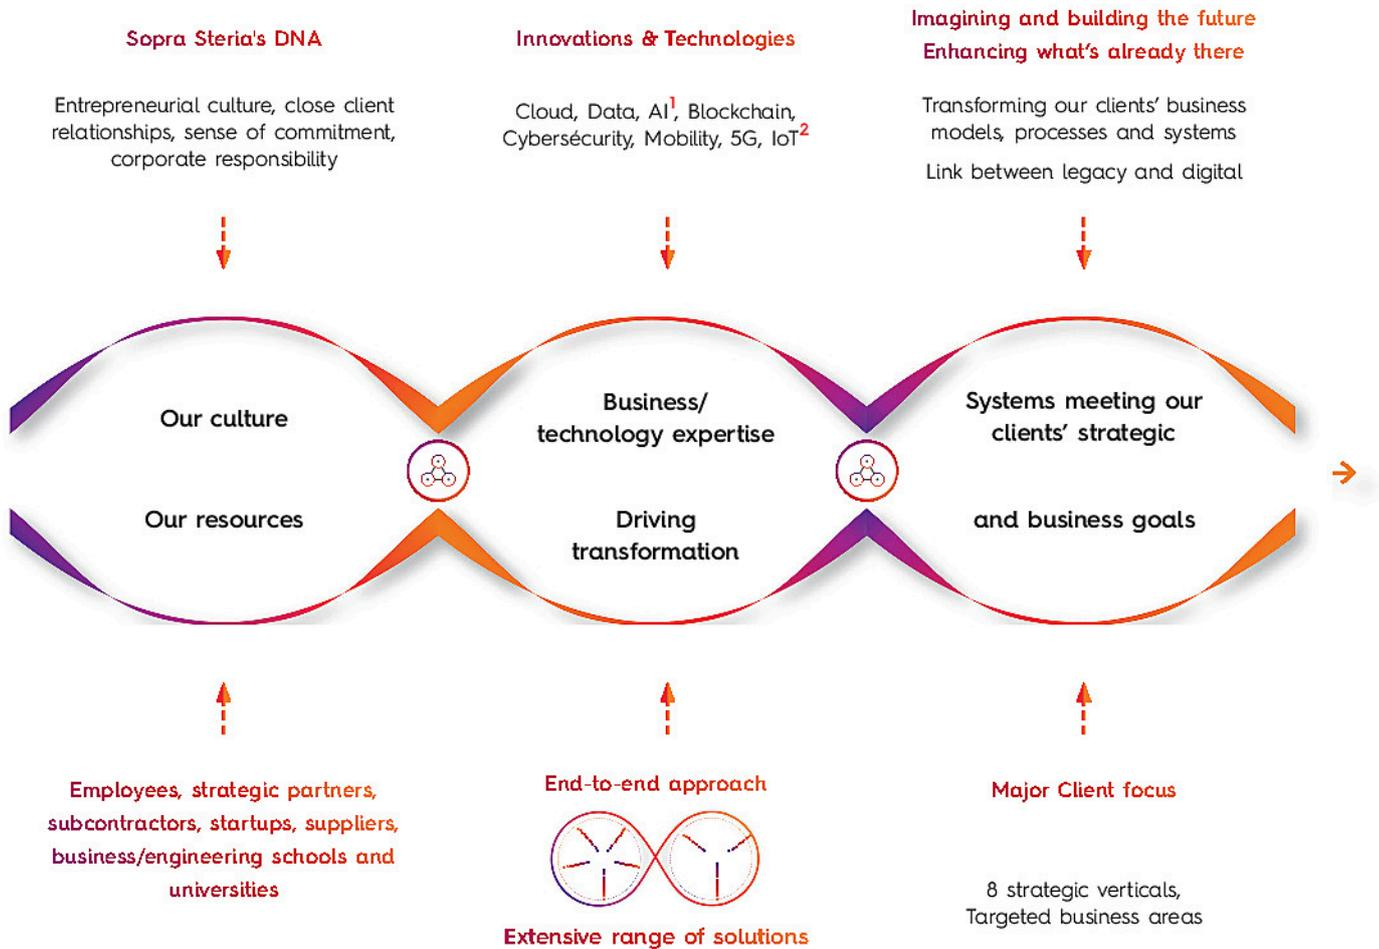 Sopra Steria's DNA
Entrepreneurial culture, close client
relationships, sense of commitment,
corporate responsibility
Innovations & Technologies
Cloud, Data, AI1, Blockchain,
Cybersécurity, Mobility, 5G, IoT2
Imagining and building the future
Enhancing what's already there
Transforming our clients' business
models, processes and systems
Link between legacy and digital
Our culture
Our resources
Business/
technology expertise
Driving
transformation
Systems meeting our
clients' strategic
and business goals
Employees, strategic partners,
subcontractors, startups, suppliers,
business/engineering schools and
universities
End-to-end approach
Extensive range of solutions
Major Client focus
8 strategic verticals,
Targeted business areas